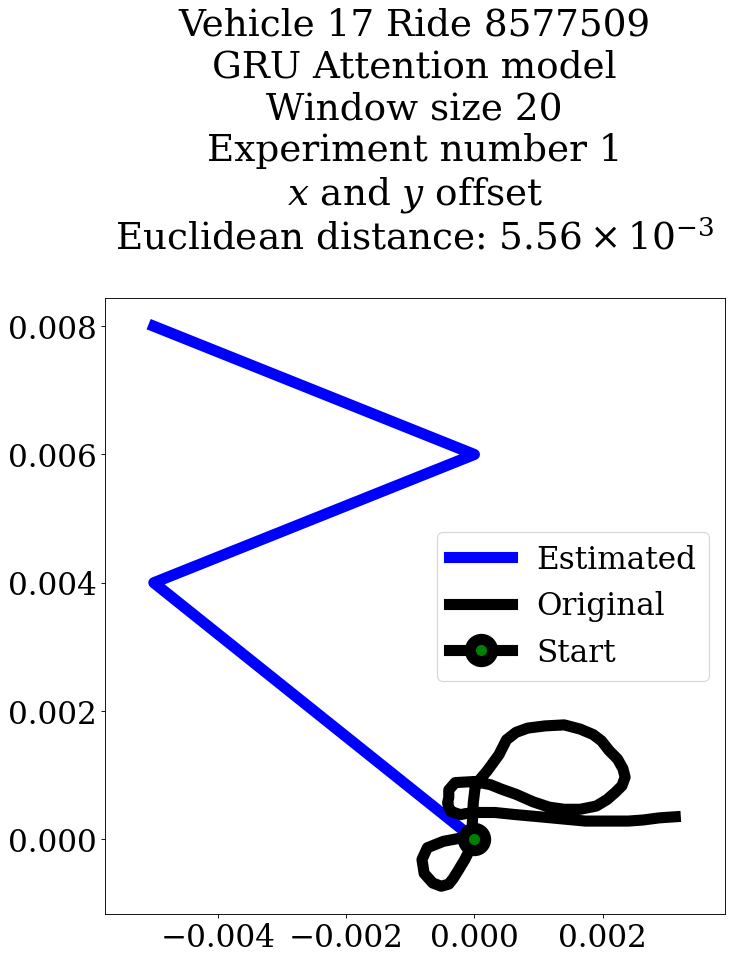 Vehicle 17 Ride 8577509
GRU Attention model
Window size 20
Experiment number 1
x and y offset
Euclidean distance: 5.56 × 10⁻³
0.008
0.006
0.004
0.002
0.000
Estimated
Original
Start
−0.004 −0.002 0.000 0.002